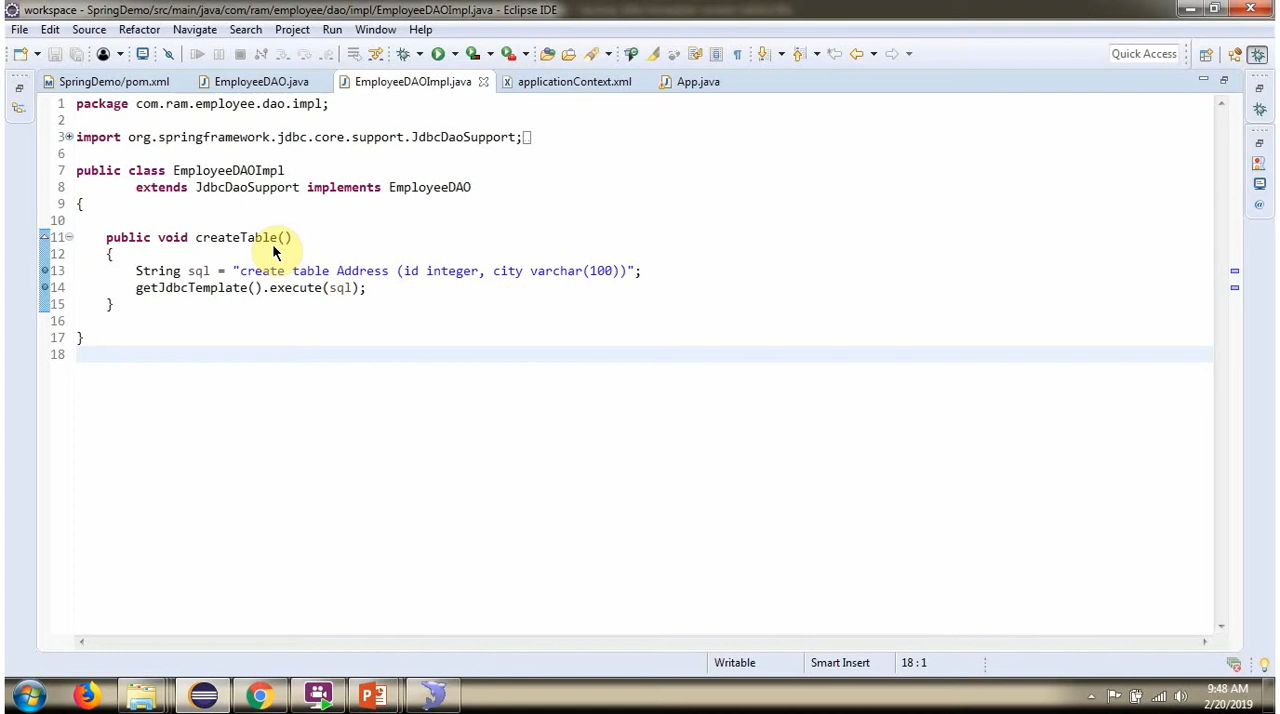 workspace - SpringDemo/src/main/java/com/ram/employee/dao/impl/EmployeeDAOImpl.java - Eclipse IDE
File Edit Source Refactor Navigate Search Project Run Window Help
Quick Access
SpringDemo/pom.xml EmployeeDAO.java EmployeeDAOImpl.java applicationContext.xml App.java
1 package com.ram.employee.dao.impl;
2
3 import org.springframework.jdbc.core.support.JdbcDaoSupport;
6
7 public class EmployeeDAOImpl
8 extends JdbcDaoSupport implements EmployeeDAO
9 {
10
11 public void createTable()
12 {
13 String sql = "create table Address (id integer, city varchar(100))";
14 getJdbcTemplate().execute(sql);
15 }
16
17 }
18
Writable Smart Insert 18 : 1
9:48 AM
2/20/2019